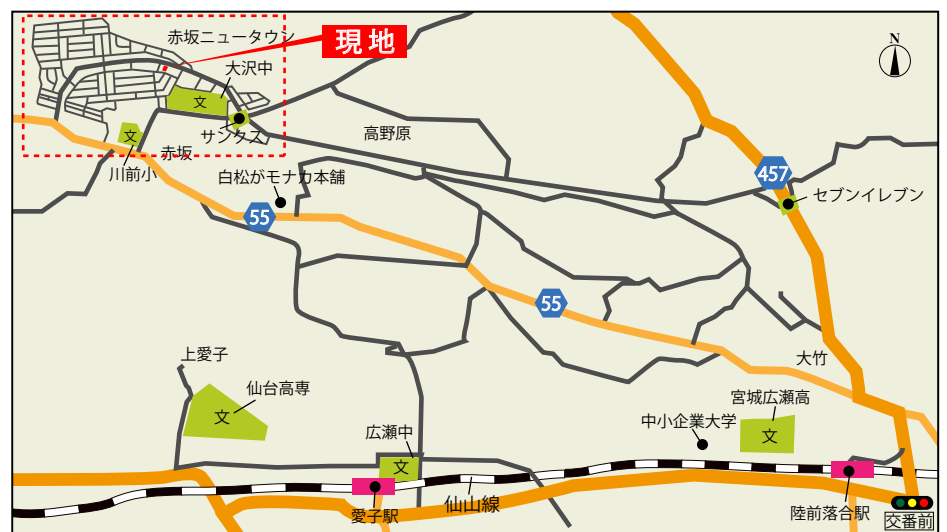 赤坂ニュータウン
現地
N
大沢中
文
サンクス
高野原
文
赤坂
川前小
白松がモナカ本舗
457
セブンイレブン
55
55
上愛子
大竹
仙台高専
文
宮城広瀬高
中小企業大学
文
広瀬中
文
仙山線
愛子駅
陸前落合駅
交番前